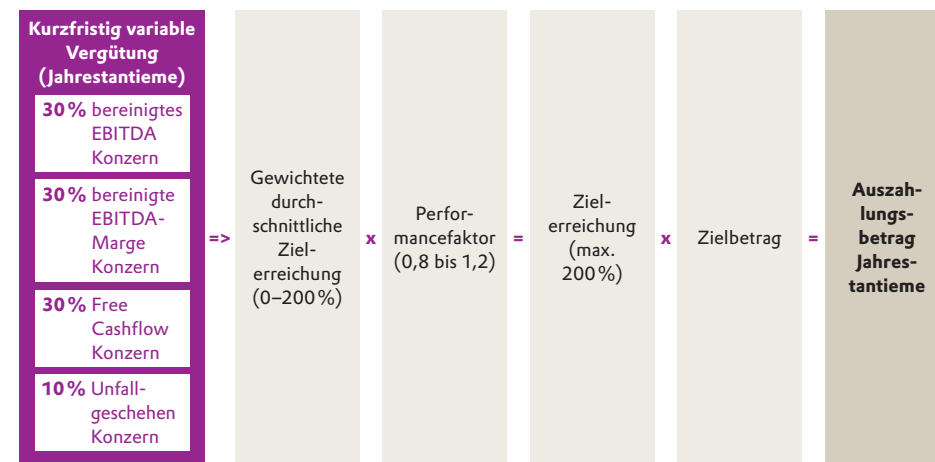 Kurzfristig variable
Vergütung
(Jahrestantieme)
30 % bereinigtes
EBITDA
Konzern
30 % bereinigte
EBITDA-
Marge
Konzern
30 % Free
Cashflow
Konzern
10 % Unfall-
geschehen
Konzern
=>
Gewichtete
durch-
schnittliche
Ziel-
erreichung
(0–200 %)
x
Perfor-
mancefaktor
(0,8 bis 1,2)
=
Ziel-
erreichung
(max.
200 %)
x
Zielbetrag
=
Auszah-
lungs-
betrag
Jahres-
tantieme